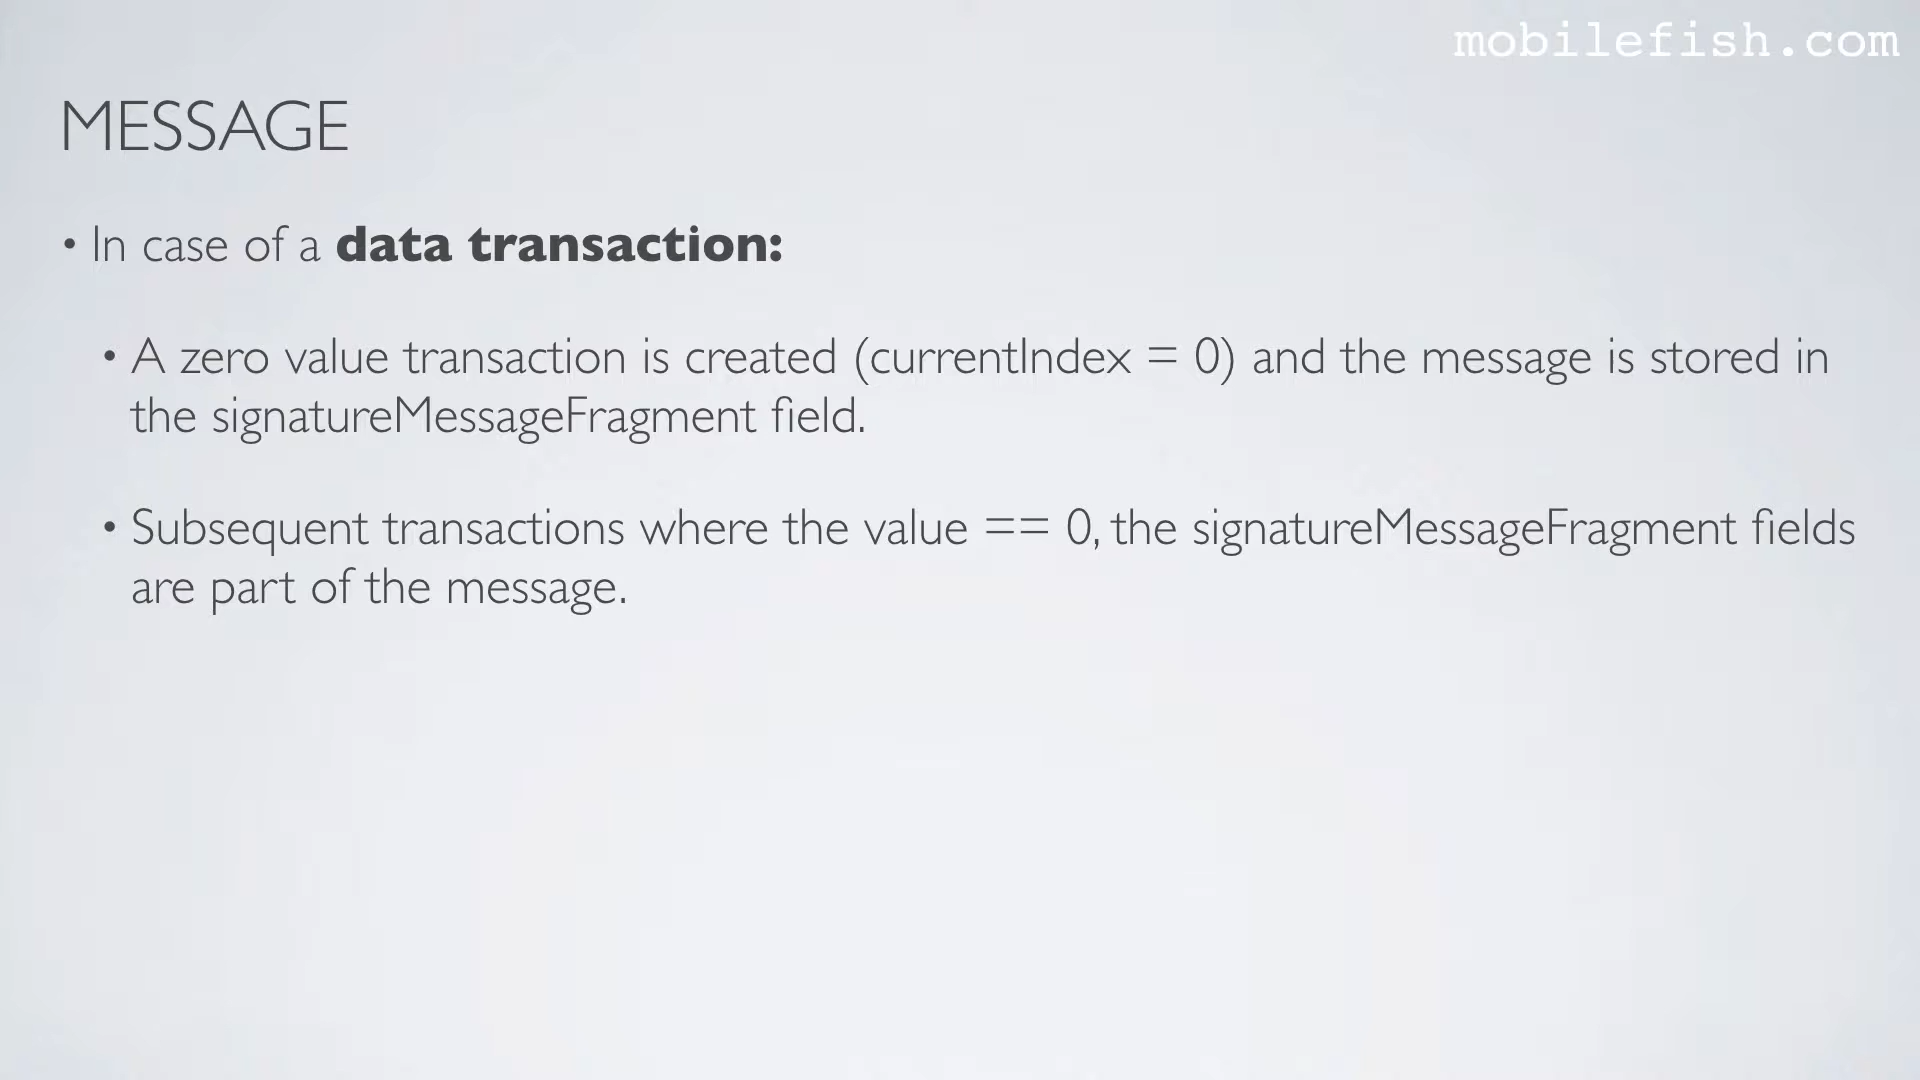 mobilefish.com
MESSAGE
• In case of a data transaction:
• A zero value transaction is created (currentIndex = 0) and the message is stored in
the signatureMessageFragment field.
• Subsequent transactions where the value == 0, the signatureMessageFragment fields
are part of the message.